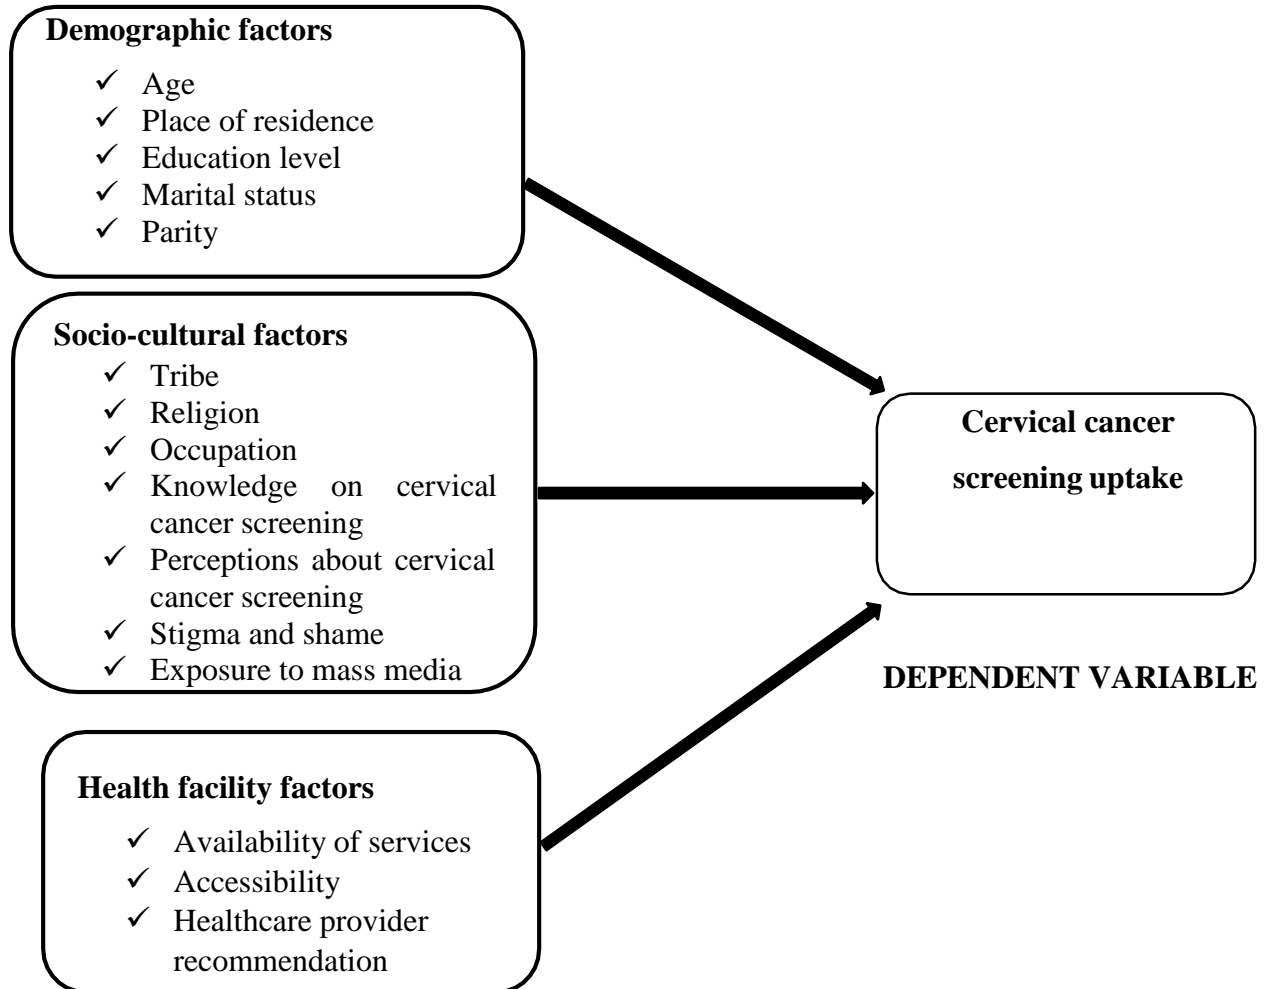 Demographic factors
✓ Age
✓ Place of residence
✓ Education level
✓ Marital status
✓ Parity
Socio-cultural factors
✓ Tribe
✓ Religion
✓ Occupation
✓ Knowledge on cervical
cancer screening
✓ Perceptions about cervical
cancer screening
✓ Stigma and shame
✓ Exposure to mass media
Health facility factors
✓ Availability of services
✓ Accessibility
✓ Healthcare provider
recommendation
Cervical cancer
screening uptake
DEPENDENT VARIABLE